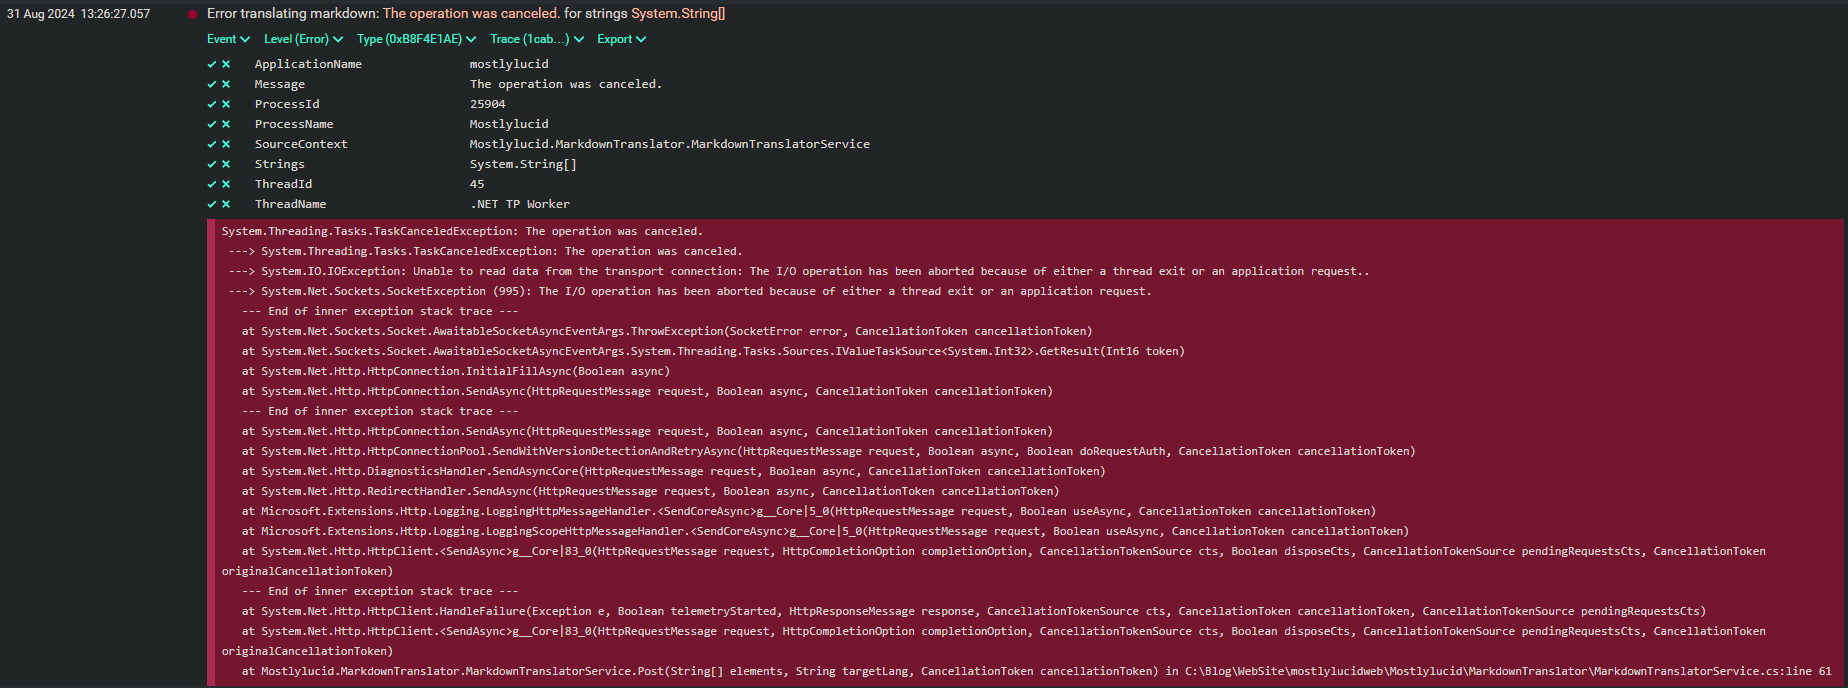 31 Aug 2024 13:26:27.057 Error translating markdown: The operation was canceled. for strings System.String[]
Event Level (Error) Type (0xB8F4E1AE) Trace (1cab...) Export
ApplicationName mostlylucid
Message The operation was canceled.
ProcessId 25904
ProcessName Mostlylucid
SourceContext Mostlylucid.MarkdownTranslator.MarkdownTranslatorService
Strings System.String[]
ThreadId 45
ThreadName .NET TP Worker
System.Threading.Tasks.TaskCanceledException: The operation was canceled.
---> System.Threading.Tasks.TaskCanceledException: The operation was canceled.
---> System.IO.IOException: Unable to read data from the transport connection: The I/O operation has been aborted because of either a thread exit or an application request..
---> System.Net.Sockets.SocketException (995): The I/O operation has been aborted because of either a thread exit or an application request.
--- End of inner exception stack trace ---
at System.Net.Sockets.Socket.AwaitableSocketAsyncEventArgs.ThrowException(SocketError error, CancellationToken cancellationToken)
at System.Net.Sockets.Socket.AwaitableSocketAsyncEventArgs.System.Threading.Tasks.Sources.IValueTaskSource<System.Int32>.GetResult(Int16 token)
at System.Net.Http.HttpConnection.InitialFillAsync(Boolean async)
at System.Net.Http.HttpConnection.SendAsync(HttpRequestMessage request, Boolean async, CancellationToken cancellationToken)
--- End of inner exception stack trace ---
at System.Net.Http.HttpConnection.SendAsync(HttpRequestMessage request, Boolean async, CancellationToken cancellationToken)
at System.Net.Http.HttpConnectionPool.SendWithVersionDetectionAndRetryAsync(HttpRequestMessage request, Boolean async, Boolean doRequestAuth, CancellationToken cancellationToken)
at System.Net.Http.DiagnosticsHandler.SendAsyncCore(HttpRequestMessage request, Boolean async, CancellationToken cancellationToken)
at System.Net.Http.RedirectHandler.SendAsync(HttpRequestMessage request, Boolean async, CancellationToken cancellationToken)
at Microsoft.Extensions.Http.Logging.LoggingHttpMessageHandler.<SendCoreAsync>g__Core|5_0(HttpRequestMessage request, Boolean useAsync, CancellationToken cancellationToken)
at Microsoft.Extensions.Http.Logging.LoggingScopeHttpMessageHandler.<SendCoreAsync>g__Core|5_0(HttpRequestMessage request, Boolean useAsync, CancellationToken cancellationToken)
at System.Net.Http.HttpClient.<SendAsync>g__Core|83_0(HttpRequestMessage request, HttpCompletionOption completionOption, CancellationTokenSource cts, Boolean disposeCts, CancellationTokenSource pendingRequestsCts, CancellationToken
originalCancellationToken)
--- End of inner exception stack trace ---
at System.Net.Http.HttpClient.HandleFailure(Exception e, Boolean telemetryStarted, HttpResponseMessage response, CancellationTokenSource cts, CancellationToken cancellationToken, CancellationTokenSource pendingRequestsCts)
at System.Net.Http.HttpClient.<SendAsync>g__Core|83_0(HttpRequestMessage request, HttpCompletionOption completionOption, CancellationTokenSource cts, Boolean disposeCts, CancellationTokenSource pendingRequestsCts, CancellationToken
originalCancellationToken)
at Mostlylucid.MarkdownTranslator.MarkdownTranslatorService.Post(String[] elements, String targetLang, CancellationToken cancellationToken) in C:\Blog\WebSite\mostlylucidweb\Mostlylucid\MarkdownTranslator\MarkdownTranslatorService.cs:line 61